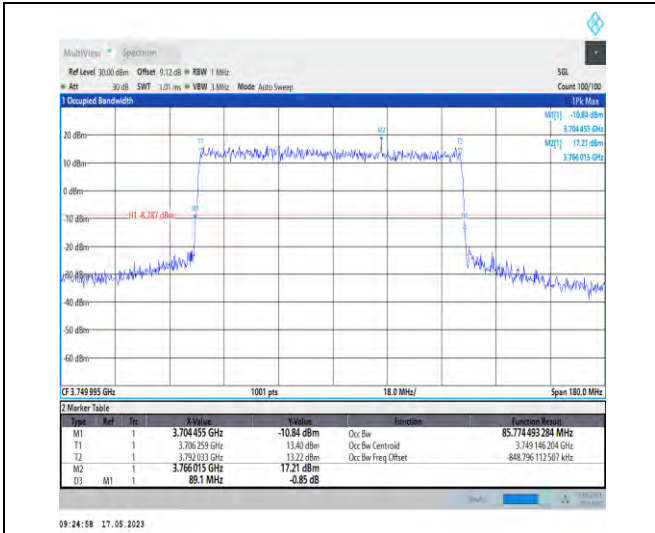 MultiView Spectrum
Ref Level 30.00 dBm Offset 9.12 dB RBW 1 MHz SGL
Att 30 dB SWT 1.01 ms VBW 3 MHz Mode Auto Sweep Count 100/100
1 Occupied Bandwidth 1Pk Max
M1[1] -10.84 dBm
3.704 455 GHz
M2[1] 17.21 dBm
3.766 015 GHz
20 dBm
T1
M2
T2
10 dBm
0 dBm
-10 dBm
H1 -8.787 dBm
M1
-30 dBm
-40 dBm
-50 dBm
-60 dBm
CF 3.749 995 GHz 1001 pts 18.0 MHz/ Span 180.0 MHz
2 Marker Table
Type Ref Trc X-Value Y-Value Function Function Result
M1 1 3.704 455 GHz -10.84 dBm Occ Bw 85.774 493 284 MHz
T1 1 3.706 259 GHz 13.40 dBm Occ Bw Centroid 3.749 146 204 GHz
T2 1 3.792 033 GHz 13.22 dBm Occ Bw Freq Offset -848.796 112 507 kHz
M2 1 3.766 015 GHz 17.21 dBm
D3 M1 1 89.1 MHz -0.85 dB
09:24:58 17.05.2023